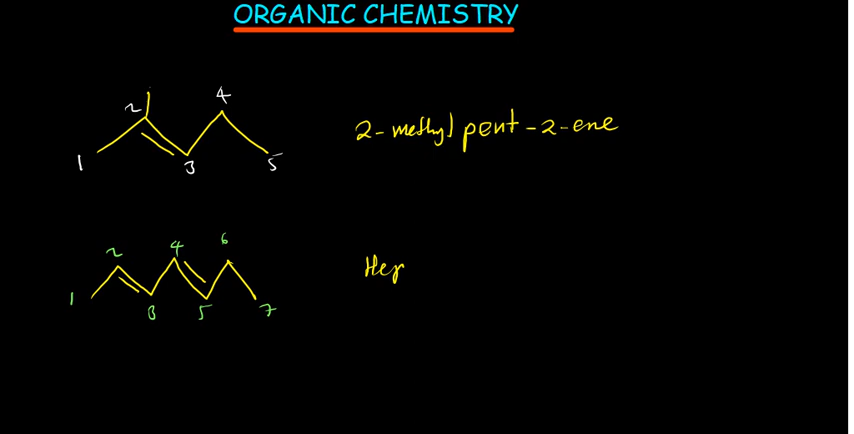 ORGANIC CHEMISTRY
2 4
1 3 5
2-methyl pent-2-ene
2 4 6
1 3 5 7
Hep